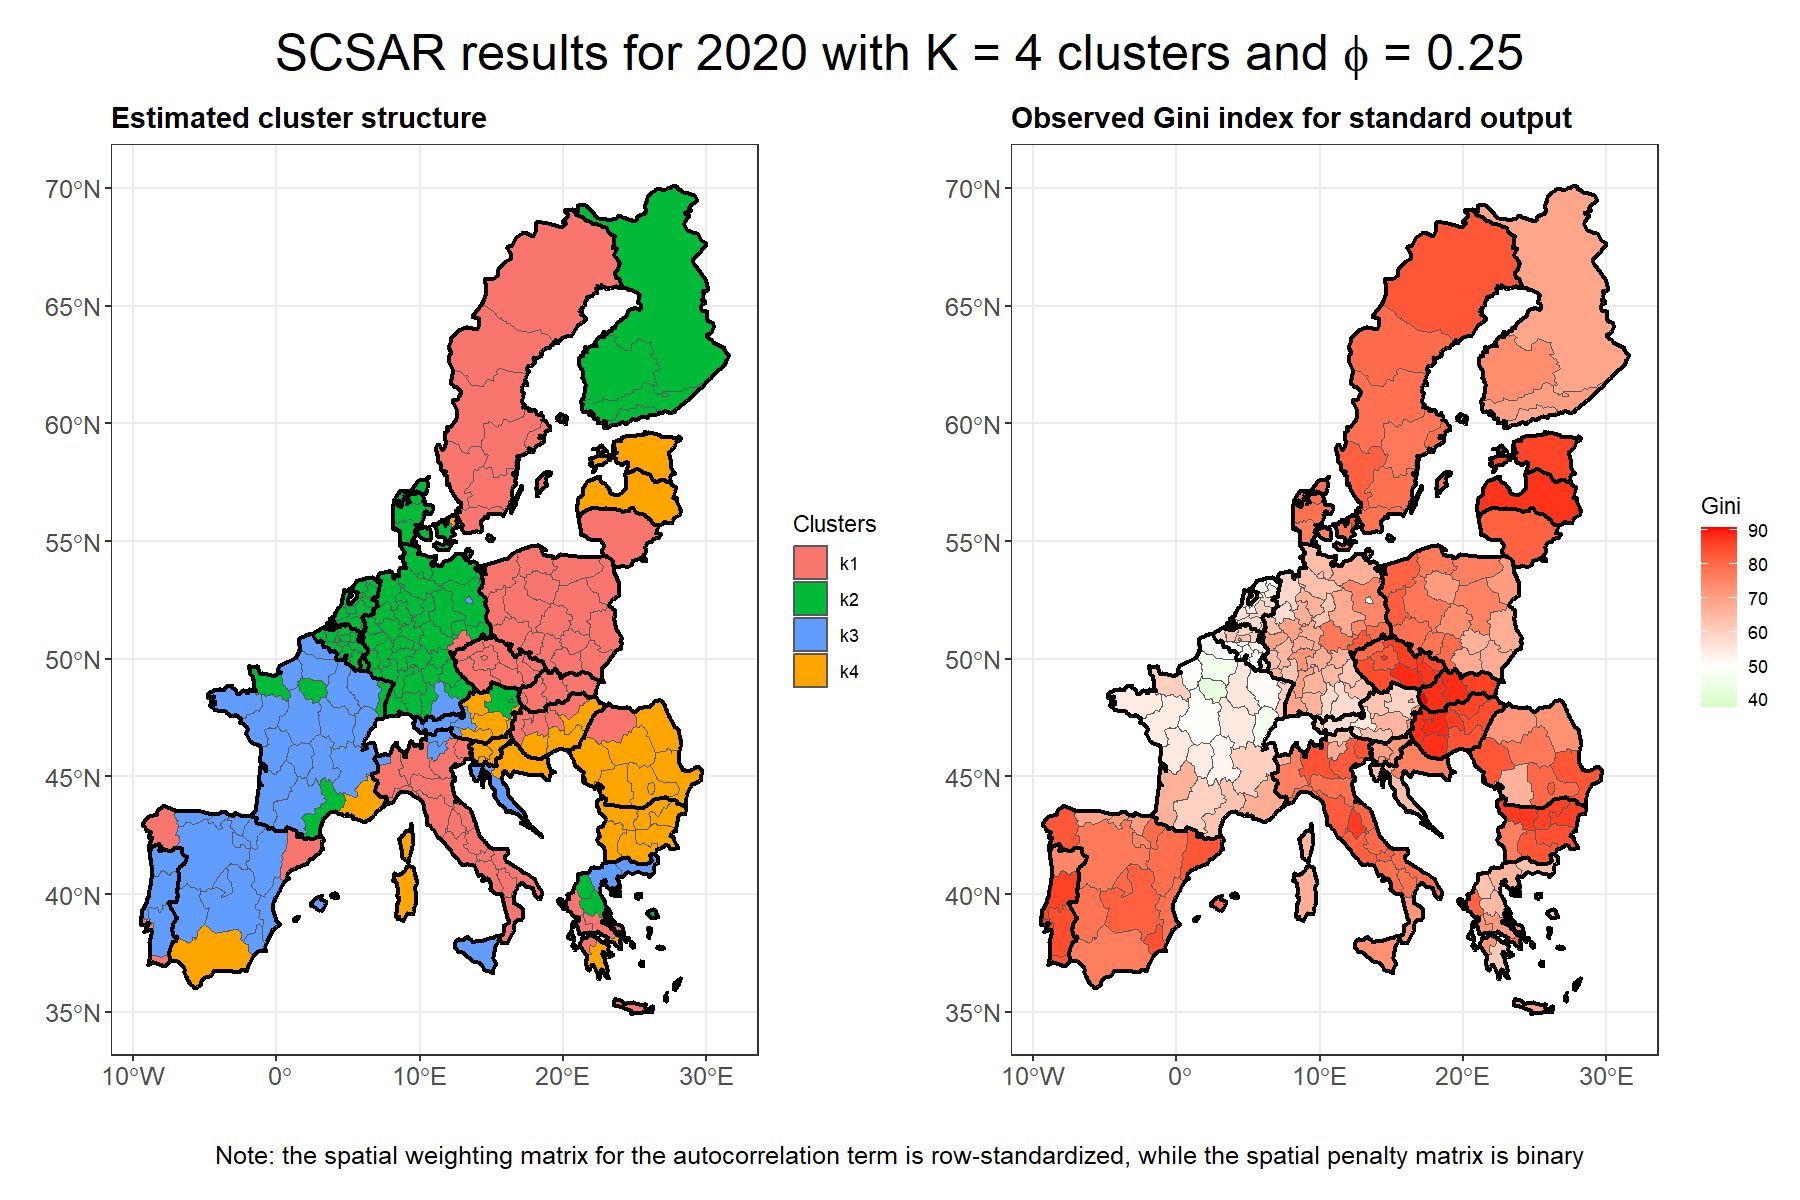 SCSAR results for 2020 with K = 4 clusters and ϕ = 0.25
Estimated cluster structure
70°N
65°N
60°N
55°N
50°N
45°N
40°N
35°N
10°W 0° 10°E 20°E 30°E
Clusters
k1
k2
k3
k4
Observed Gini index for standard output
70°N
65°N
60°N
55°N
50°N
45°N
40°N
35°N
10°W 0° 10°E 20°E 30°E
Gini
90
80
70
60
50
40
Note: the spatial weighting matrix for the autocorrelation term is row-standardized, while the spatial penalty matrix is binary